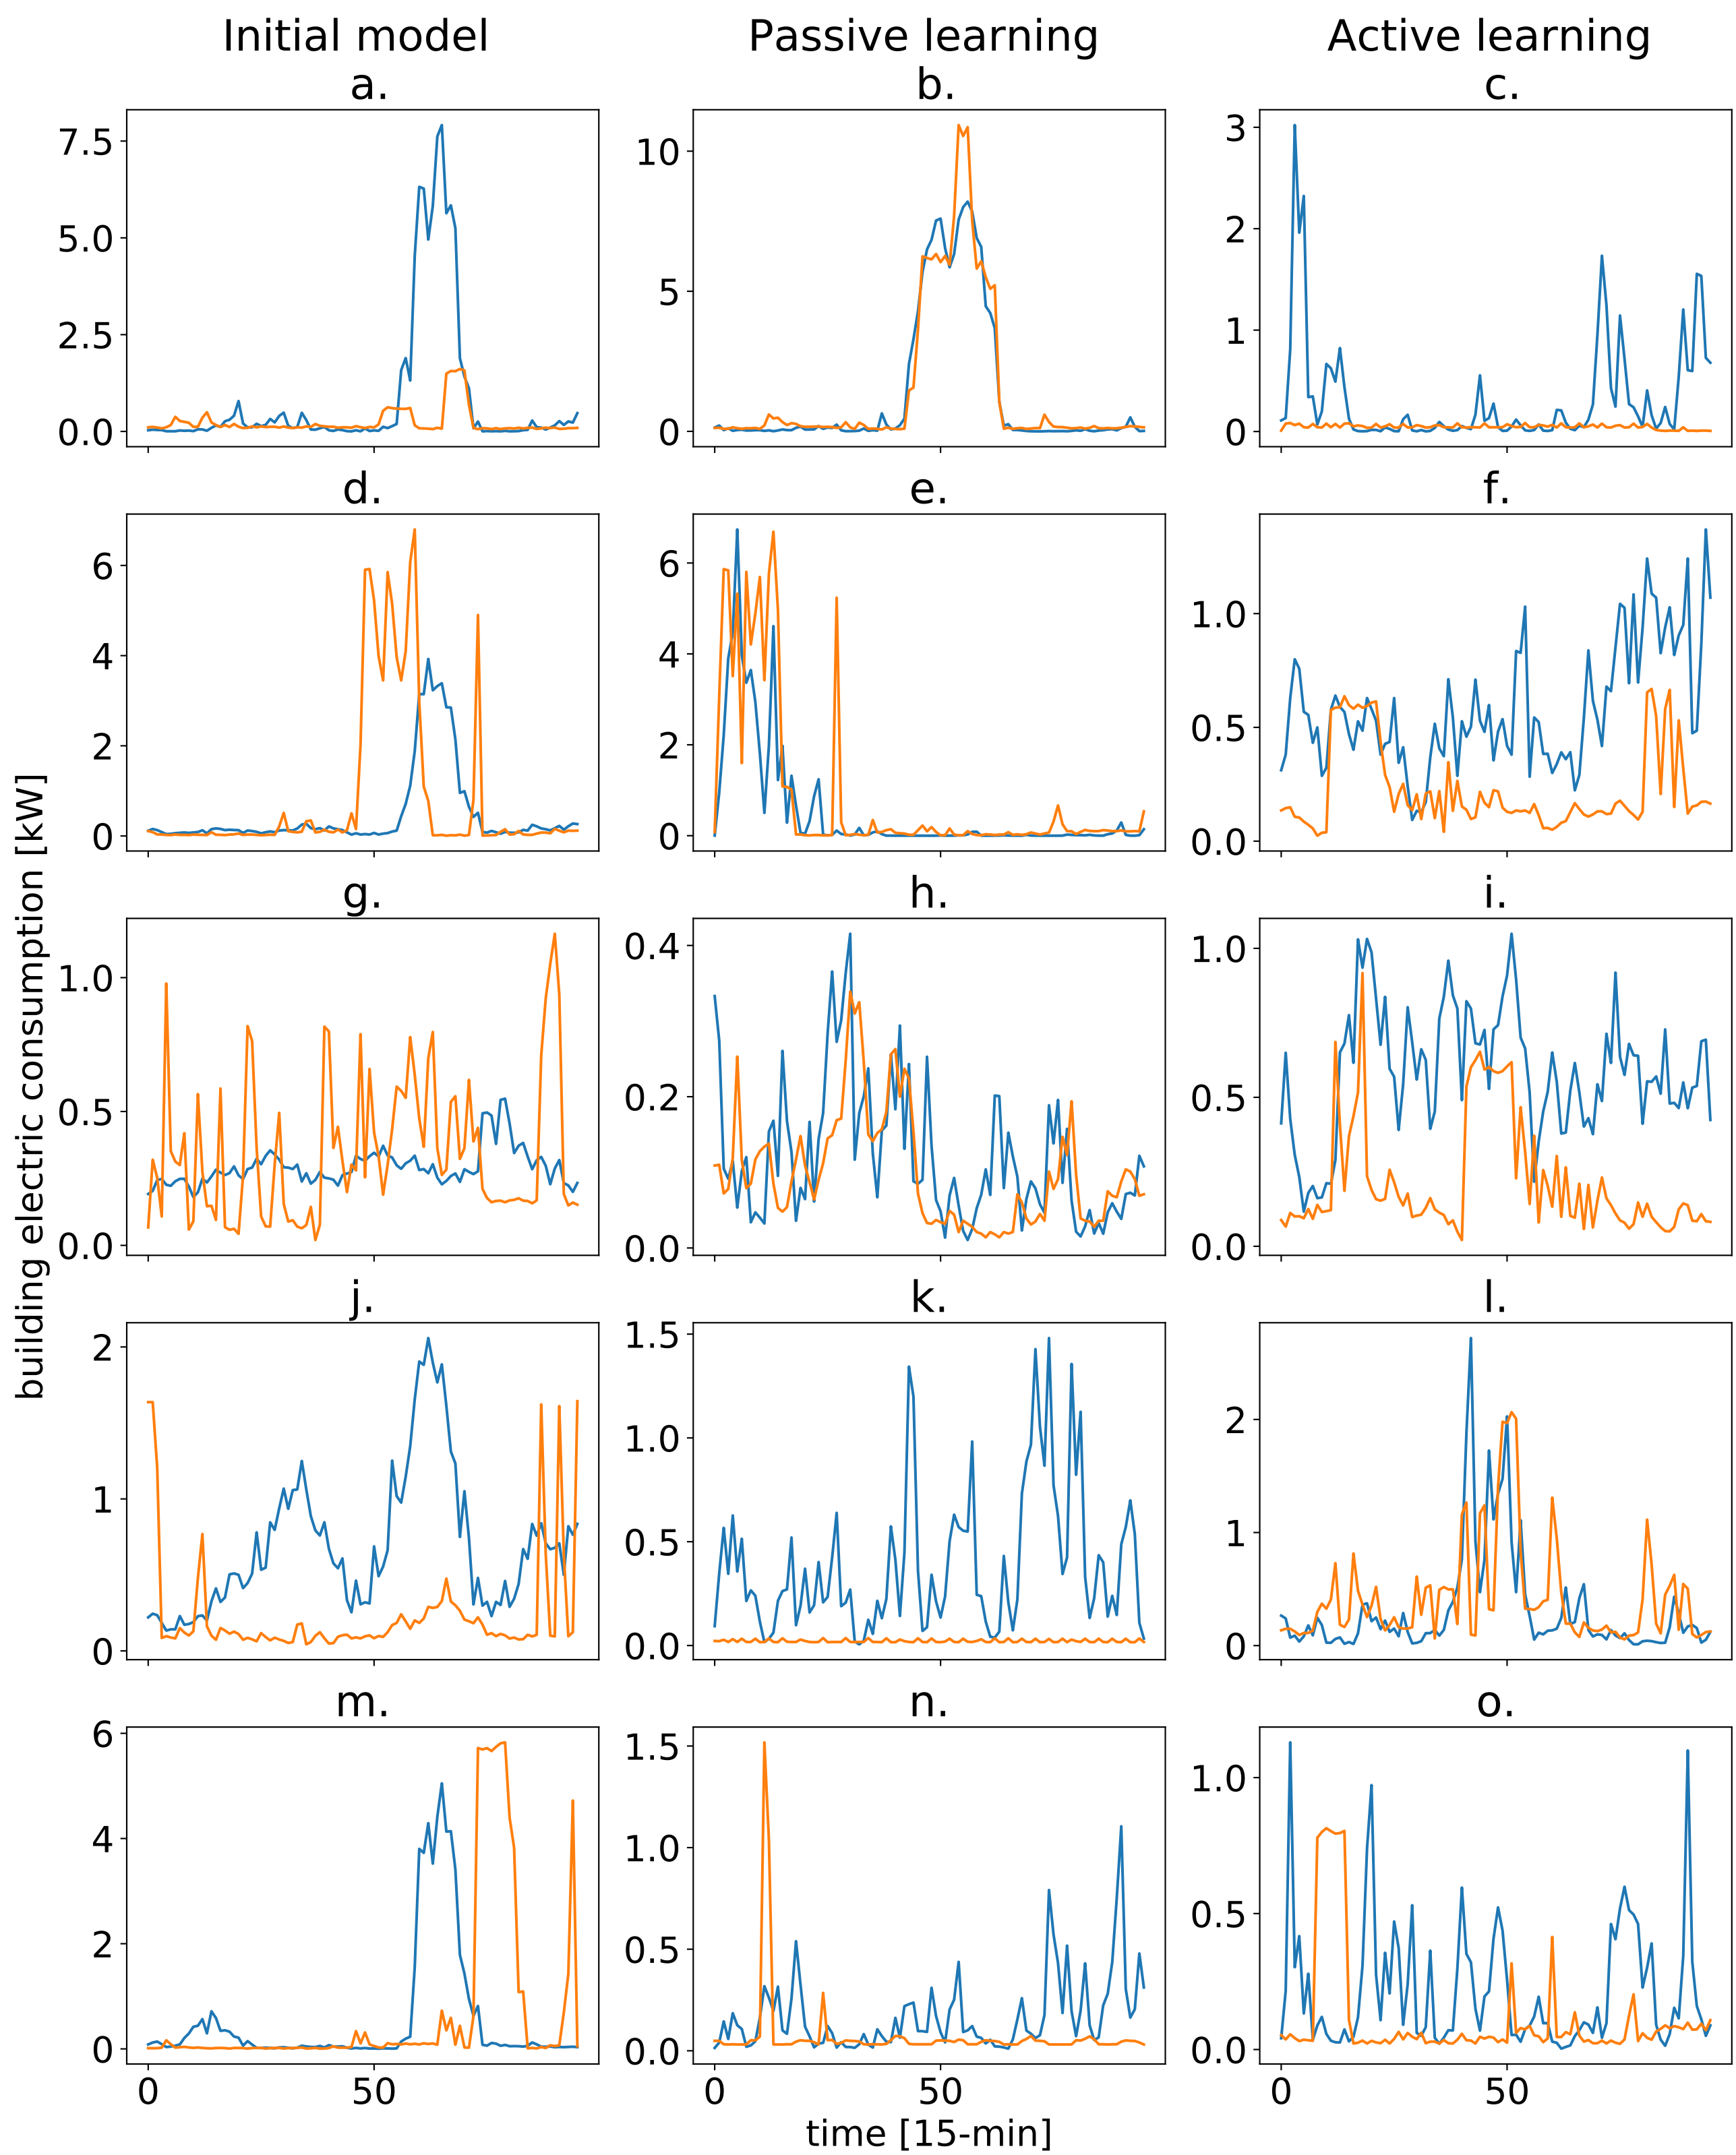 Initial model Passive learning Active learning
a. b. c.
7.5 10 3
5.0 2
2.5 5 1
0.0 0 0
d. e. f.
6 6 1.0
4 4 0.5
2 2
0 0 0.0
g. h. i.
1.0 0.4 1.0
0.5 0.2 0.5
0.0 0.0 0.0
building electric consumption [kW]
j. k. l.
2 1.5 2
1 1.0 1
0.5
0 0.0 0
m. n. o.
6 1.5 1.0
4 1.0 0.5
2 0.5
0 0.0 0.0
0 50 0 50 0 50
time [15-min]